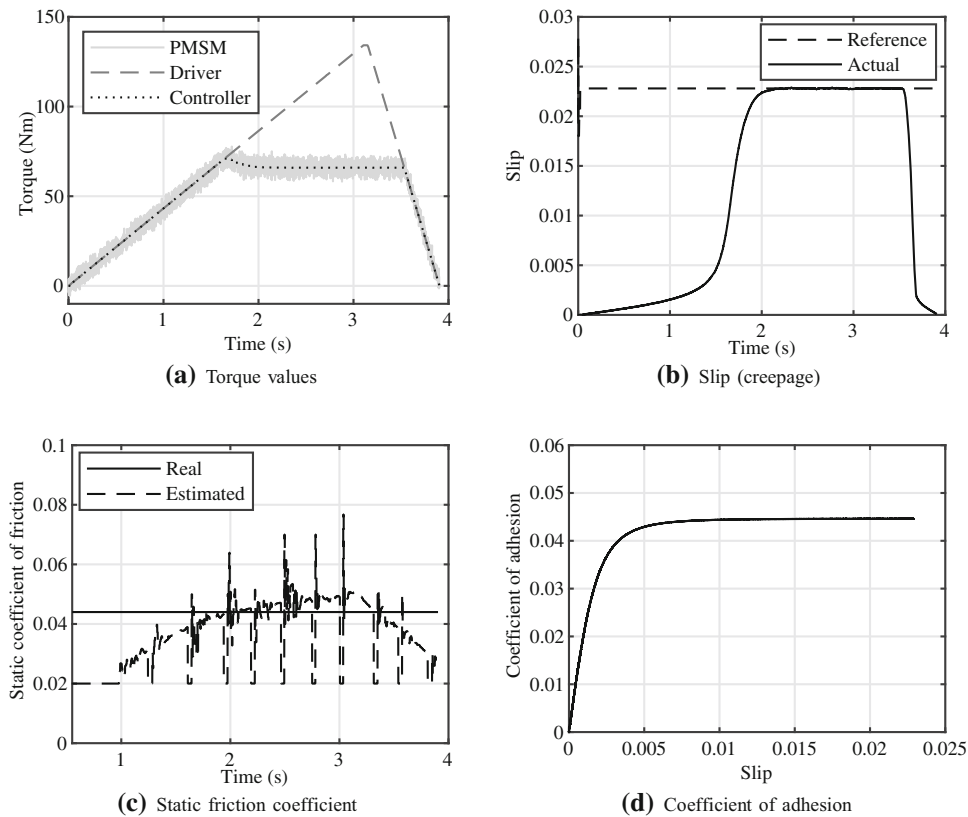 150
100
50
0
Torque (Nm)
PMSM
Driver
Controller
0
1
2
3
4
Time (s)
(a) Torque values
0.03
0.025
0.02
0.015
0.01
0.005
0
Slip
Reference
Actual
0
1
2
3
4
Time (s)
(b) Slip (creepage)
0.1
0.08
0.06
0.04
0.02
0
Static coefficient of friction
Real
Estimated
1
2
3
4
Time (s)
(c) Static friction coefficient
0.06
0.05
0.04
0.03
0.02
0.01
0
Coefficient of adhesion
0
0.005
0.01
0.015
0.02
0.025
Slip
(d) Coefficient of adhesion